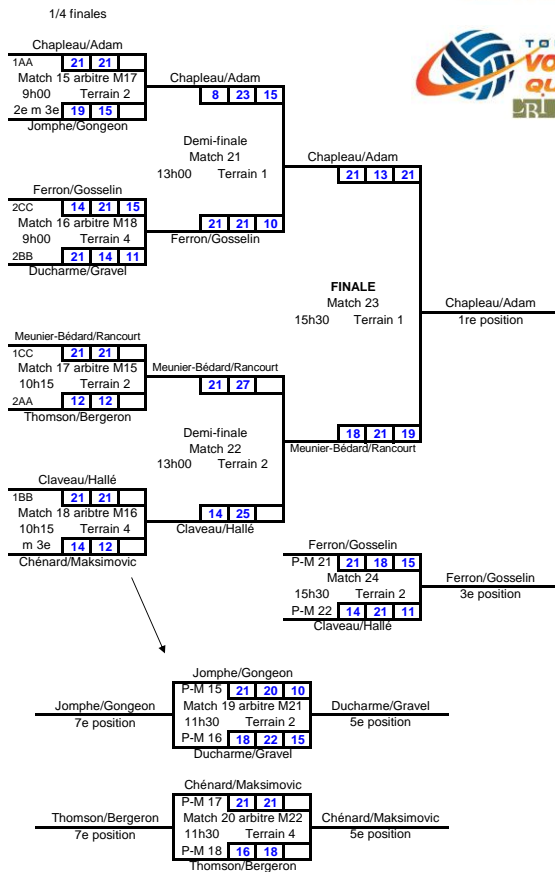 1/4 finales
Chapleau/Adam
1AA 21 21
Match 15 arbitre M17
9h00 Terrain 2
2e m 3e 19 15
Jomphe/Gongeon
Chapleau/Adam
8 23 15
Demi-finale
Match 21
13h00 Terrain 1
21 21 10
Ferron/Gosselin
Ferron/Gosselin
2CC 14 21 15
Match 16 arbitre M18
9h00 Terrain 4
2BB 21 14 11
Ducharme/Gravel
Chapleau/Adam
21 13 21
FINALE
Match 23
15h30 Terrain 1
18 21 19
Meunier-Bédard/Rancourt
Chapleau/Adam
1re position
Meunier-Bédard/Rancourt
1CC 21 21
Match 17 arbitre M15
10h15 Terrain 2
2AA 12 12
Thomson/Bergeron
Meunier-Bédard/Rancourt
21 27
Demi-finale
Match 22
13h00 Terrain 2
14 25
Claveau/Hallé
Claveau/Hallé
1BB 21 21
Match 18 aribtre M16
10h15 Terrain 4
m 3e 14 12
Chénard/Maksimovic
Ferron/Gosselin
P-M 21 21 18 15
Match 24
15h30 Terrain 2
P-M 22 14 21 11
Claveau/Hallé
Ferron/Gosselin
3e position
Jomphe/Gongeon
P-M 15 21 20 10
Match 19 arbitre M21
11h30 Terrain 2
P-M 16 18 22 15
Ducharme/Gravel
Jomphe/Gongeon
7e position
Ducharme/Gravel
5e position
Chénard/Maksimovic
P-M 17 21 21
Match 20 arbitre M22
11h30 Terrain 4
P-M 18 16 18
Thomson/Bergeron
Thomson/Bergeron
7e position
Chénard/Maksimovic
5e position